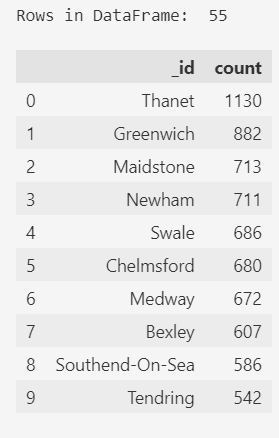 Rows in DataFrame:  55
_id count
0 Thanet 1130
1 Greenwich 882
2 Maidstone 713
3 Newham 711
4 Swale 686
5 Chelmsford 680
6 Medway 672
7 Bexley 607
8 Southend-On-Sea 586
9 Tendring 542